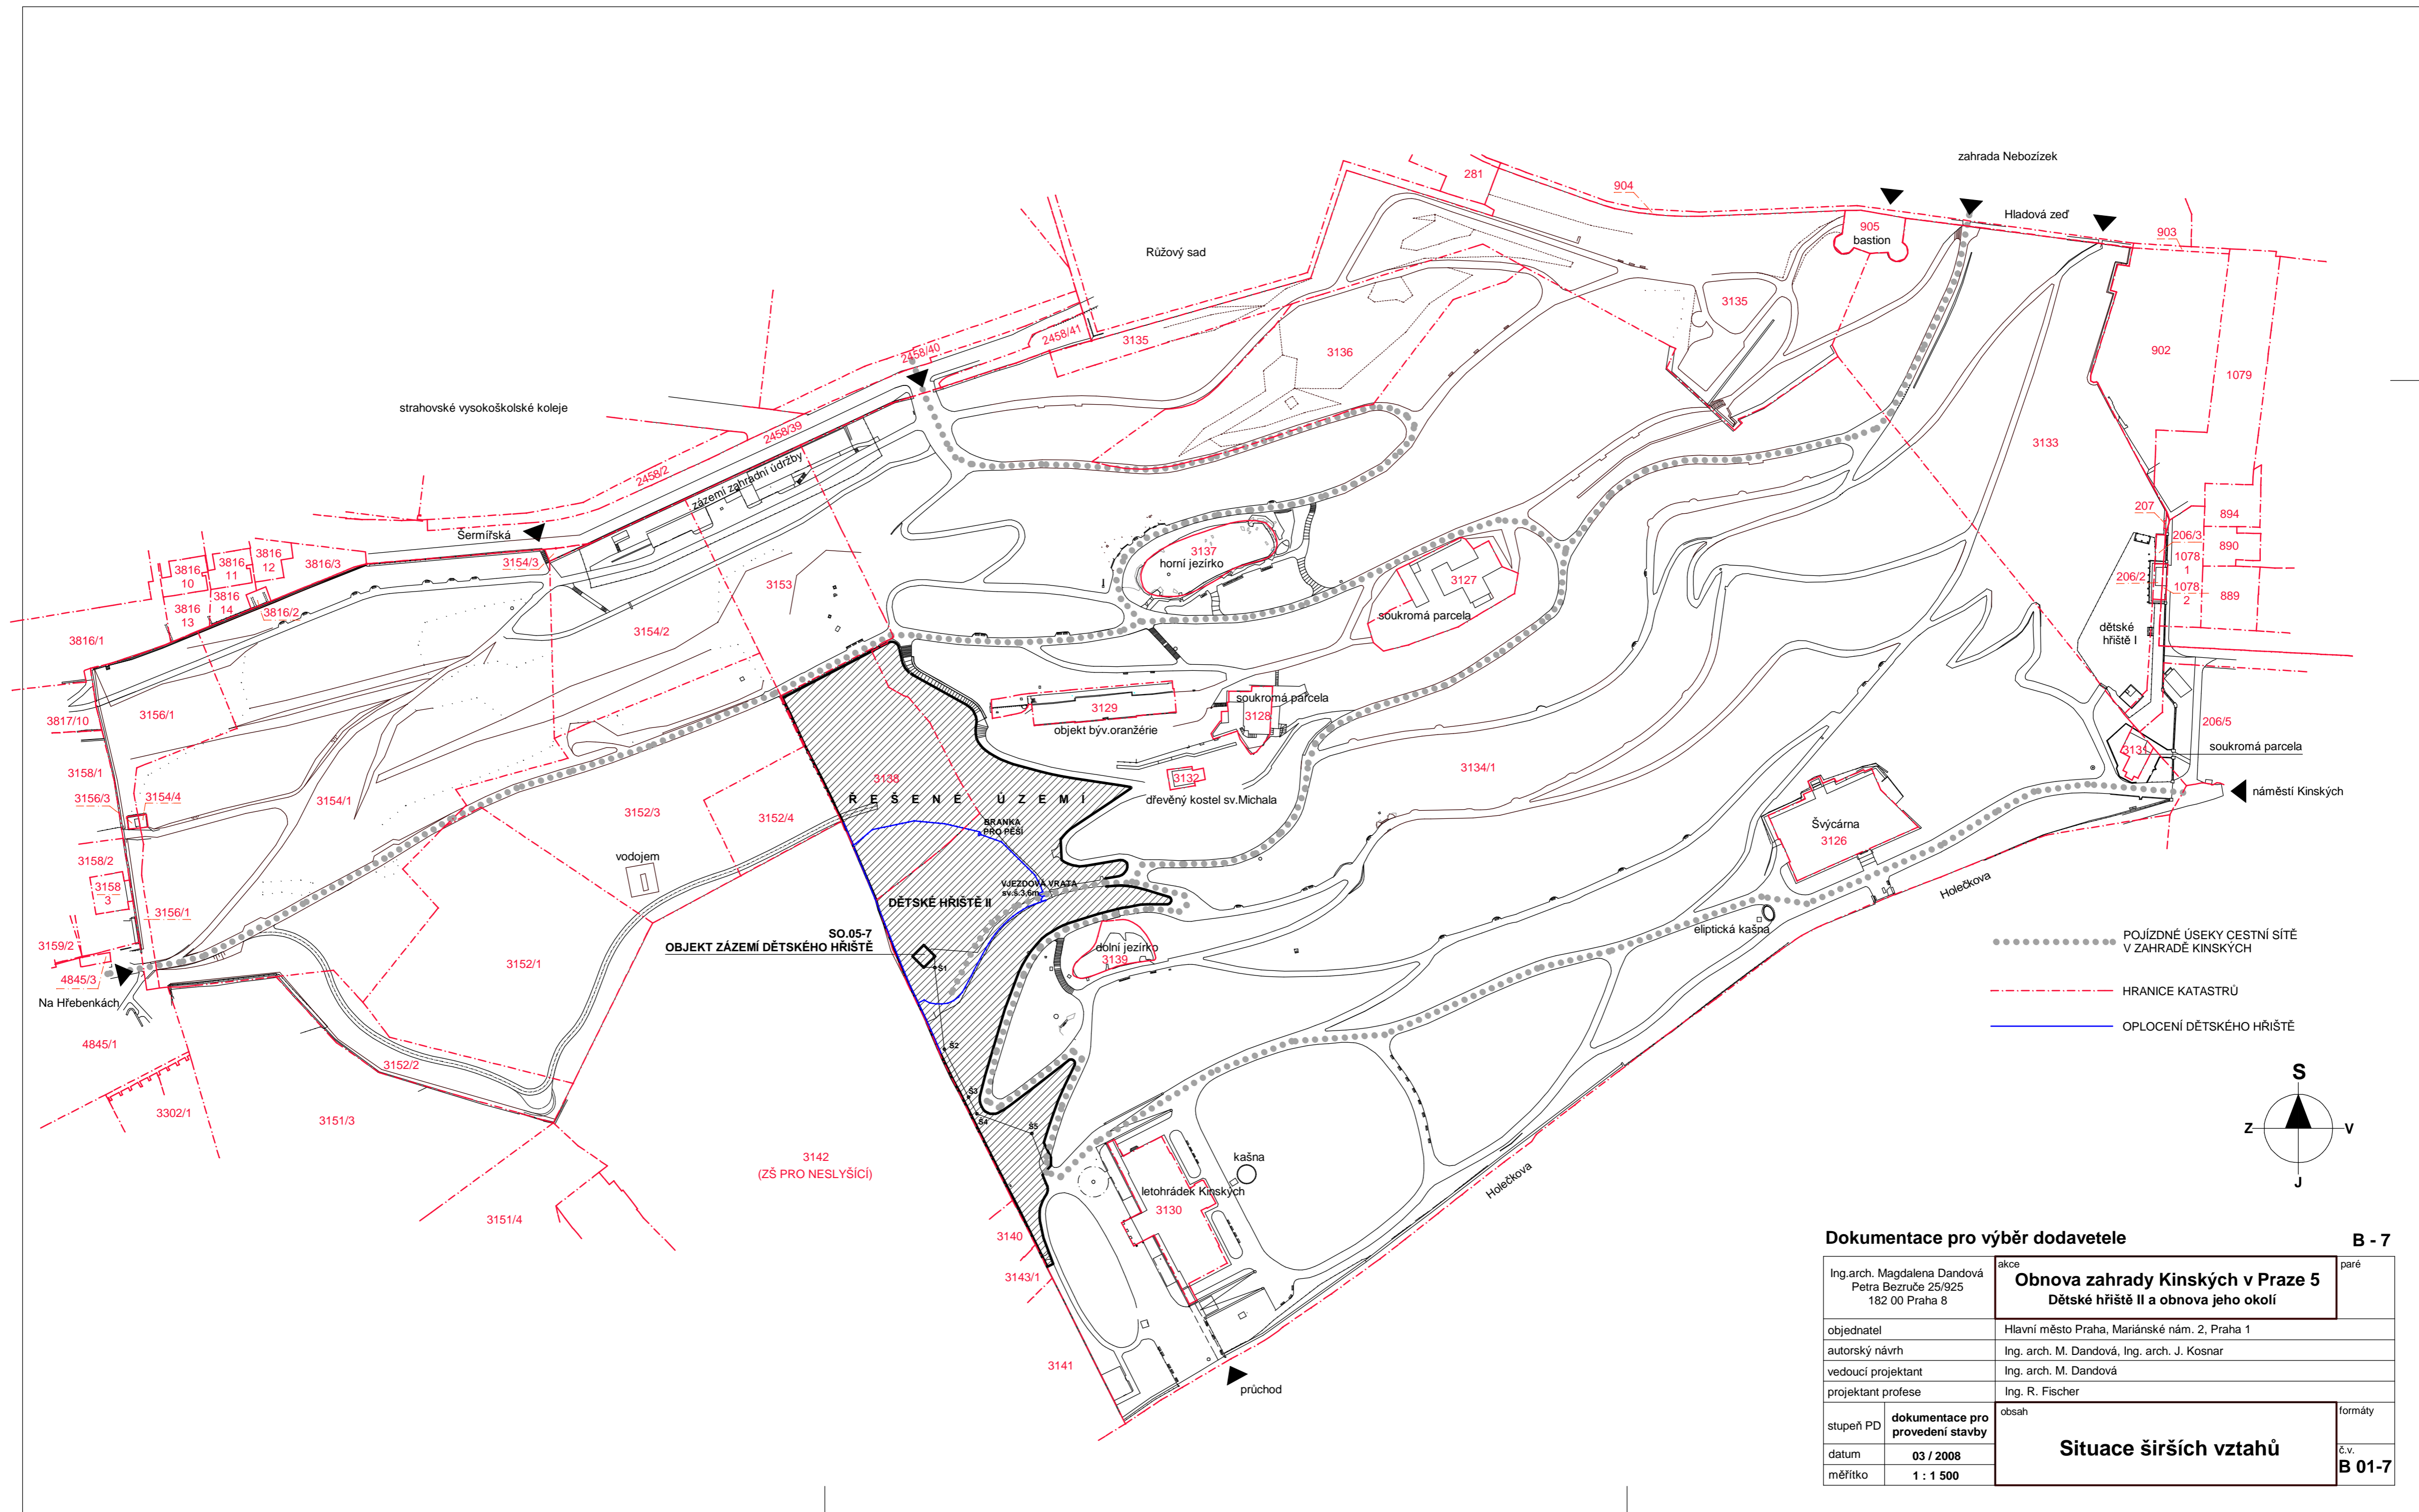 zahrada Nebozízek
281
904
Hladová zeď
905
bastion
903
Růžový sad
3135
2458/41
2458/40
3135
3136
902
1079
strahovské vysokoškolské koleje
2458/39
2458/2
zázemí zahradní údržby
3133
Šermířská
3154/3
207
894
206/3
890
1078
1
206/2
1078
2
889
3816
10
3816
11
3816
12
3816/3
3816
13
3816
14
3816/2
3816/1
3153
3154/2
3137
horní jezírko
3127
soukromá parcela
dětské
hřiště I
3817/10
3156/1
3129
objekt býv.oranžérie
soukromá parcela
3128
206/5
soukromá parcela
3158/1
3156/3
3154/4
3154/1
3138
3132
dřevěný kostel sv.Michala
3134/1
náměstí Kinských
ŘEŠENÉ ÚZEMÍ
3152/3
3152/4
BRANKA
PRO PĚŠÍ
Švýcárna
3126
vodojem
3158/2
3158
3
3156/1
VJEZDOVÁ VRATA
sv.š.3,6m
DĚTSKÉ HŘIŠTĚ II
Holečkova
SO.05-7
OBJEKT ZÁZEMÍ DĚTSKÉHO HŘIŠTĚ
eliptická kašna
dolní jezírko
3139
3159/2
4845/3
3152/1
Š1
Na Hřebenkách
4845/1
Š2
3152/2
3302/1
3151/3
Š3
Š4
Š5
3142
(ZŠ PRO NESLYŠÍCÍ)
kašna
letohrádek Kinských
3130
Holečkova
3151/4
3140
3143/1
3141
průchod
POJÍZDNÉ ÚSEKY CESTNÍ SÍTĚ
V ZAHRADĚ KINSKÝCH
HRANICE KATASTRŮ
OPLOCENÍ DĚTSKÉHO HŘIŠTĚ
S
Z
V
J
Dokumentace pro výběr dodavatele
B - 7
Ing.arch. Magdalena Dandová
Petra Bezruče 25/925
182 00 Praha 8
akce
Obnova zahrady Kinských v Praze 5
Dětské hřiště II a obnova jeho okolí
paré
objednatel
Hlavní město Praha, Mariánské nám. 2, Praha 1
autorský návrh
Ing. arch. M. Dandová, Ing. arch. J. Kosnar
vedoucí projektant
Ing. arch. M. Dandová
projektant profese
Ing. R. Fischer
stupeň PD
dokumentace pro
provedení stavby
obsah
Situace širších vztahů
formáty
datum
03 / 2008
měřítko
1 : 1 500
č.v.
B 01-7